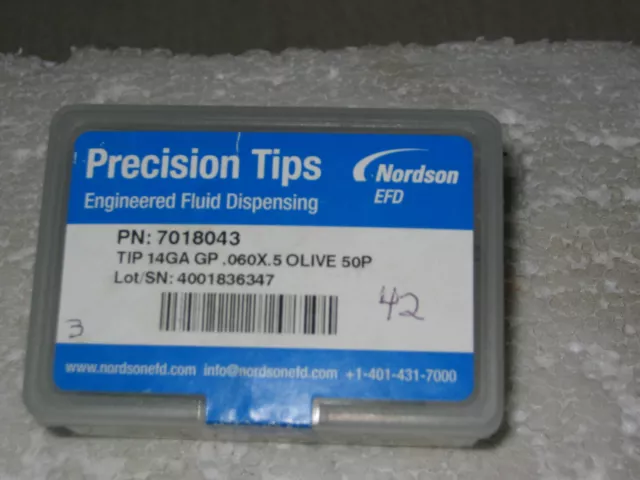 Precision Tips
Engineered Fluid Dispensing
Nordson
EFD
PN: 7018043
TIP 14GA GP .060X.5 OLIVE 50P
Lot/SN: 4001836347
42
3
www.nordsonefd.com info@nordsonefd.com +1-401-431-7000